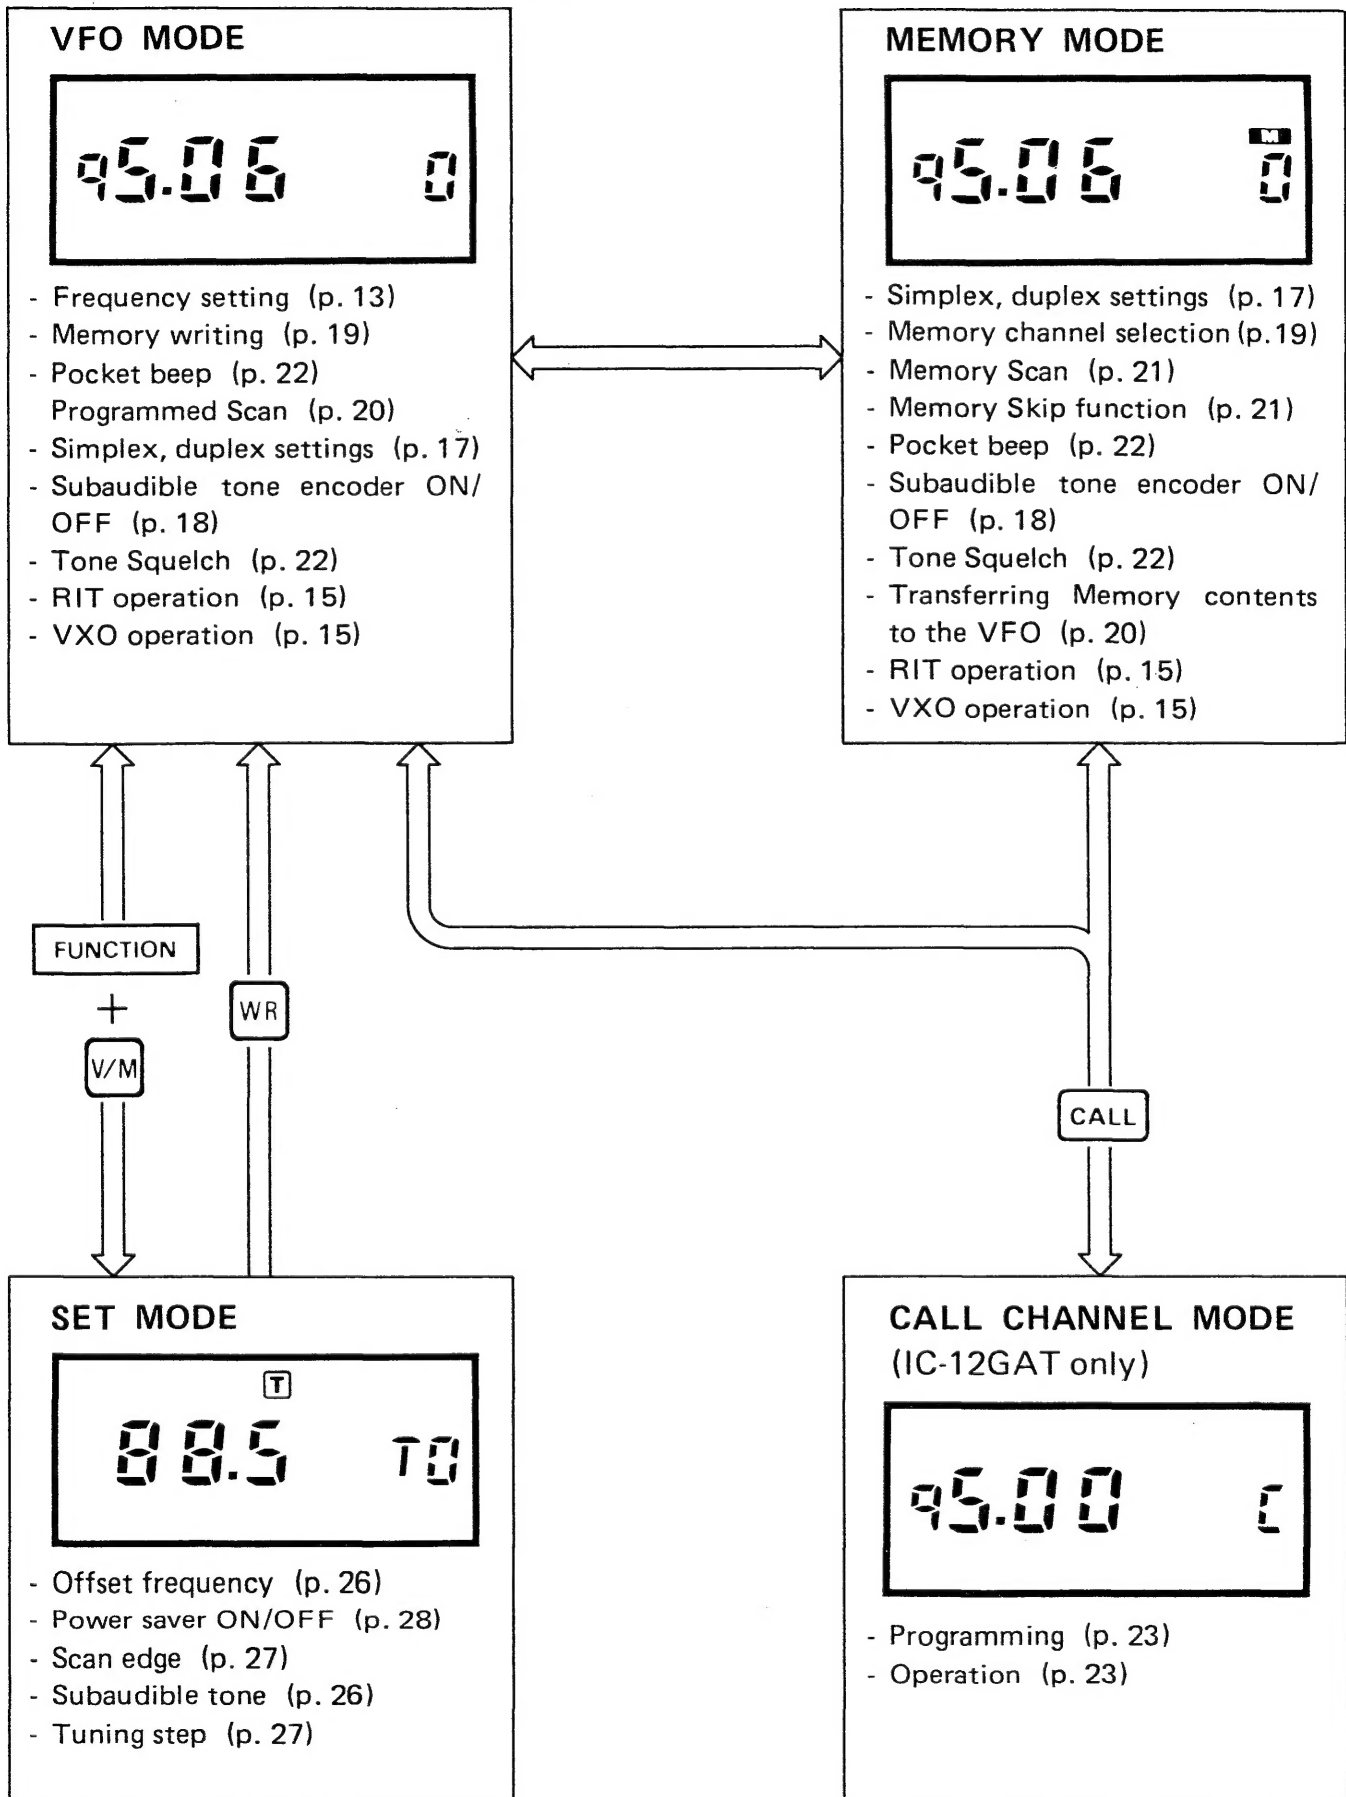 VFO MODE
95.06 0
- Frequency setting (p. 13)
- Memory writing (p. 19)
- Pocket beep (p. 22)
Programmed Scan (p. 20)
- Simplex, duplex settings (p. 17)
- Subaudible tone encoder ON/
OFF (p. 18)
- Tone Squelch (p. 22)
- RIT operation (p. 15)
- VXO operation (p. 15)
MEMORY MODE
M
95.06 0
- Simplex, duplex settings (p. 17)
- Memory channel selection (p. 19)
- Memory Scan (p. 21)
- Memory Skip function (p. 21)
- Pocket beep (p. 22)
- Subaudible tone encoder ON/
OFF (p. 18)
- Tone Squelch (p. 22)
- Transferring Memory contents
to the VFO (p. 20)
- RIT operation (p. 15)
- VXO operation (p. 15)
FUNCTION
+
V/M
WR
CALL
SET MODE
T
88.5 T0
- Offset frequency (p. 26)
- Power saver ON/OFF (p. 28)
- Scan edge (p. 27)
- Subaudible tone (p. 26)
- Tuning step (p. 27)
CALL CHANNEL MODE
(IC-12GAT only)
95.00 C
- Programming (p. 23)
- Operation (p. 23)